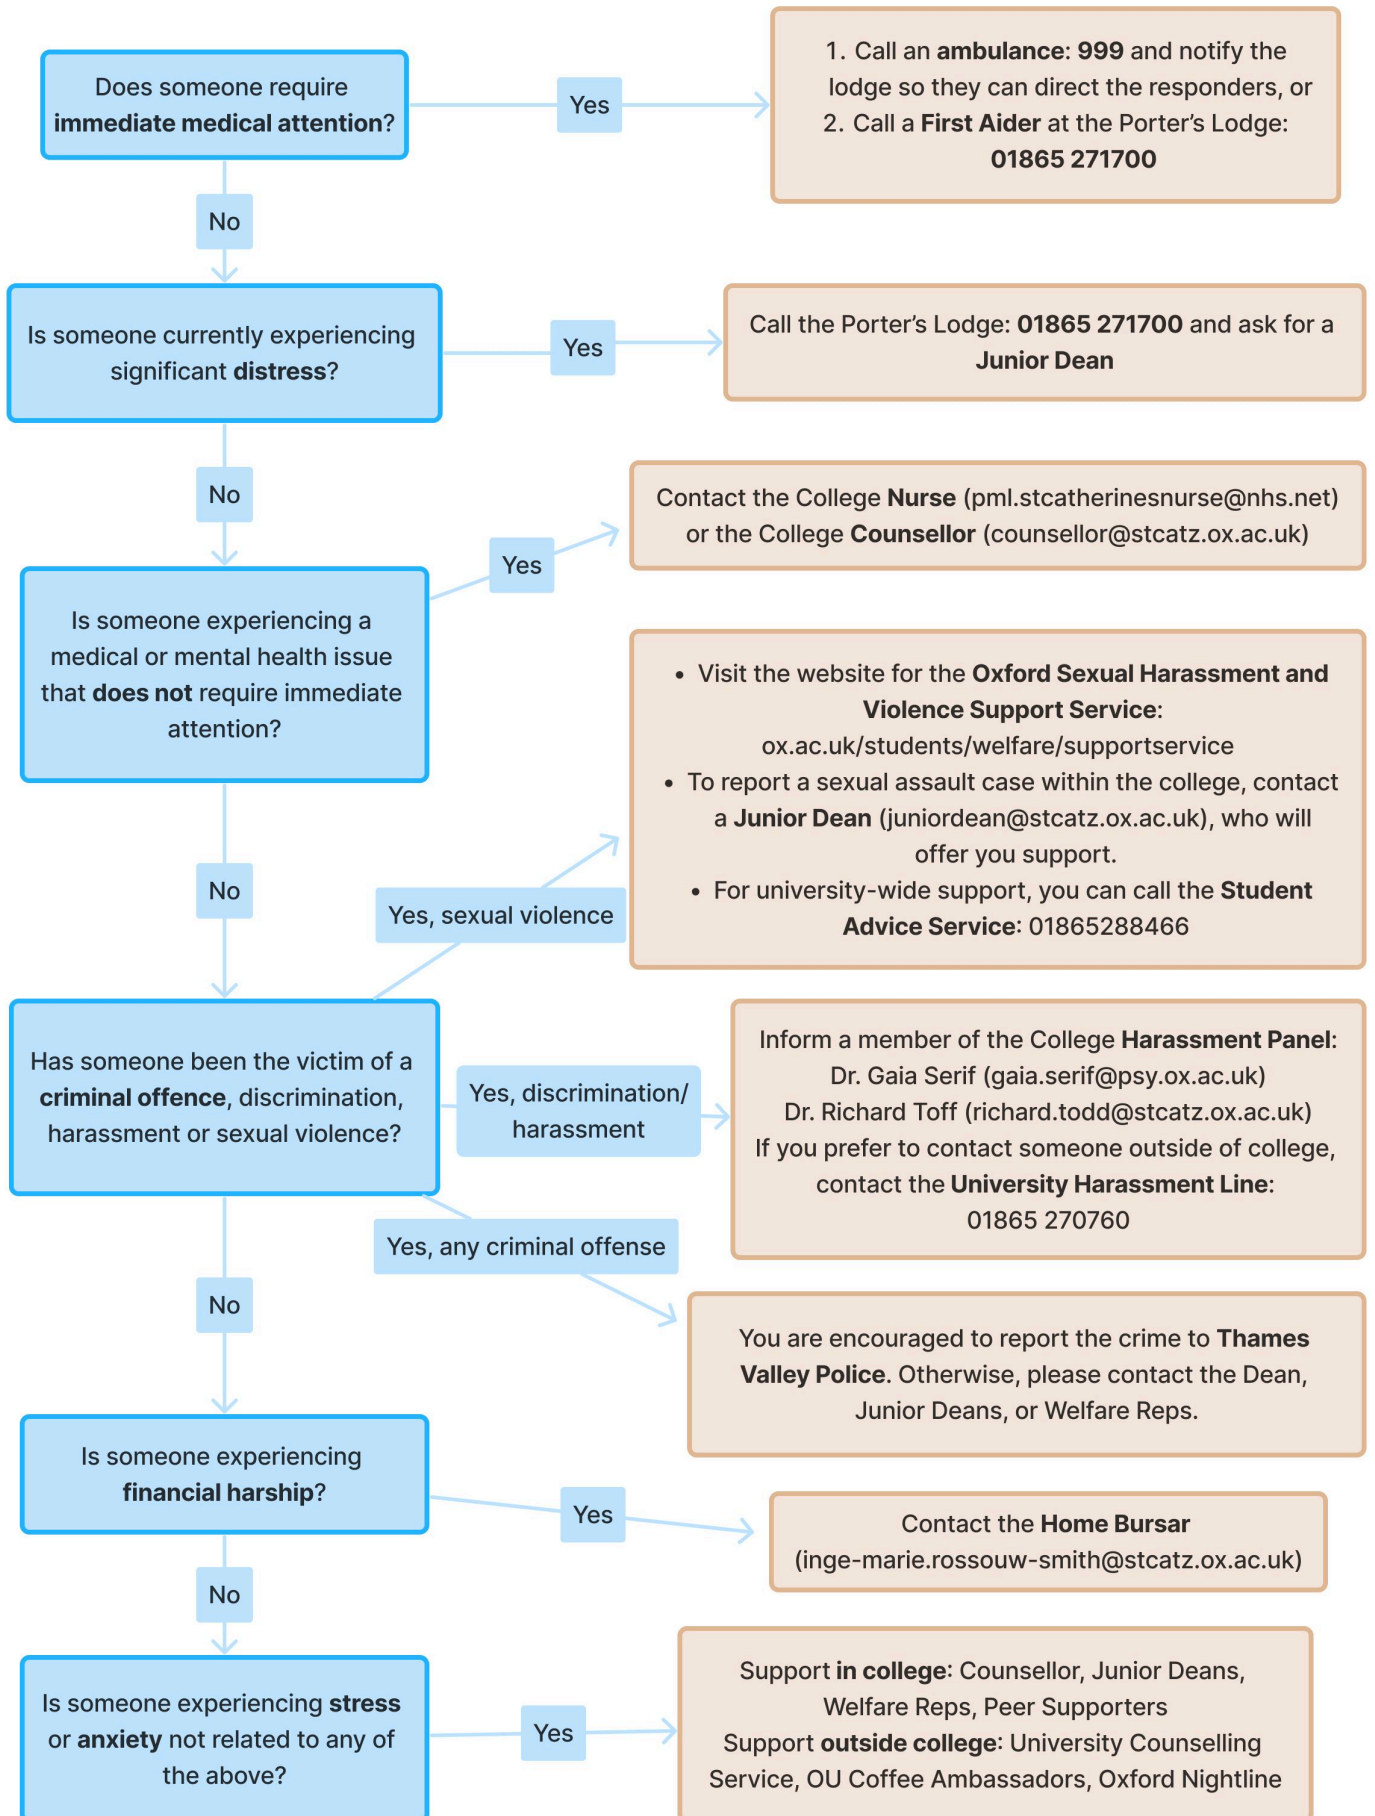 Does someone require
immediate medical attention?
Yes
1. Call an ambulance: 999 and notify the
lodge so they can direct the responders, or
2. Call a First Aider at the Porter's Lodge:
01865 271700
No
Is someone currently experiencing
significant distress?
Yes
Call the Porter's Lodge: 01865 271700 and ask for a
Junior Dean
No
Is someone experiencing a
medical or mental health issue
that does not require immediate
attention?
Yes
Contact the College Nurse (pml.stcatherinesnurse@nhs.net)
or the College Counsellor (counsellor@stcatz.ox.ac.uk)
No
Has someone been the victim of a
criminal offence, discrimination,
harassment or sexual violence?
Yes, sexual violence
• Visit the website for the Oxford Sexual Harassment and
Violence Support Service:
ox.ac.uk/students/welfare/supportservice
• To report a sexual assault case within the college, contact
a Junior Dean (juniordean@stcatz.ox.ac.uk), who will
offer you support.
• For university-wide support, you can call the Student
Advice Service: 01865288466
Yes, discrimination/
harassment
Inform a member of the College Harassment Panel:
Dr. Gaia Serif (gaia.serif@psy.ox.ac.uk)
Dr. Richard Toff (richard.todd@stcatz.ox.ac.uk)
If you prefer to contact someone outside of college,
contact the University Harassment Line:
01865 270760
Yes, any criminal offense
You are encouraged to report the crime to Thames
Valley Police. Otherwise, please contact the Dean,
Junior Deans, or Welfare Reps.
No
Is someone experiencing
financial harship?
Yes
Contact the Home Bursar
(inge-marie.rossouw-smith@stcatz.ox.ac.uk)
No
Is someone experiencing stress
or anxiety not related to any of
the above?
Yes
Support in college: Counsellor, Junior Deans,
Welfare Reps, Peer Supporters
Support outside college: University Counselling
Service, OU Coffee Ambassadors, Oxford Nightline